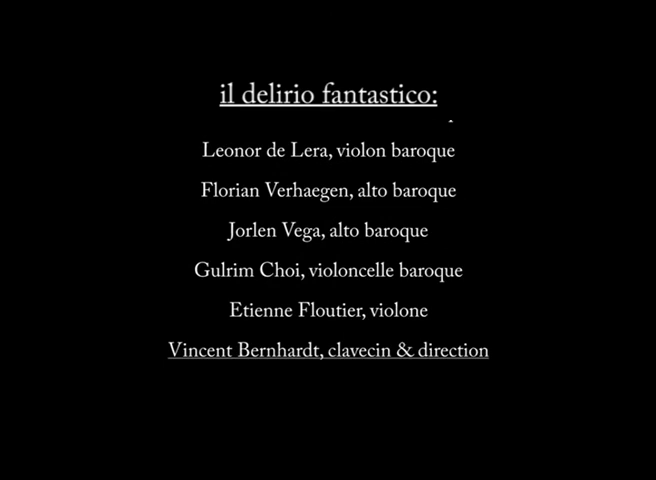 il delirio fantastico:
Leonor de Lera, violon baroque
Florian Verhaegen, alto baroque
Jorlen Vega, alto baroque
Gulrim Choi, violoncelle baroque
Etienne Floutier, violone
Vincent Bernhardt, clavecin & direction